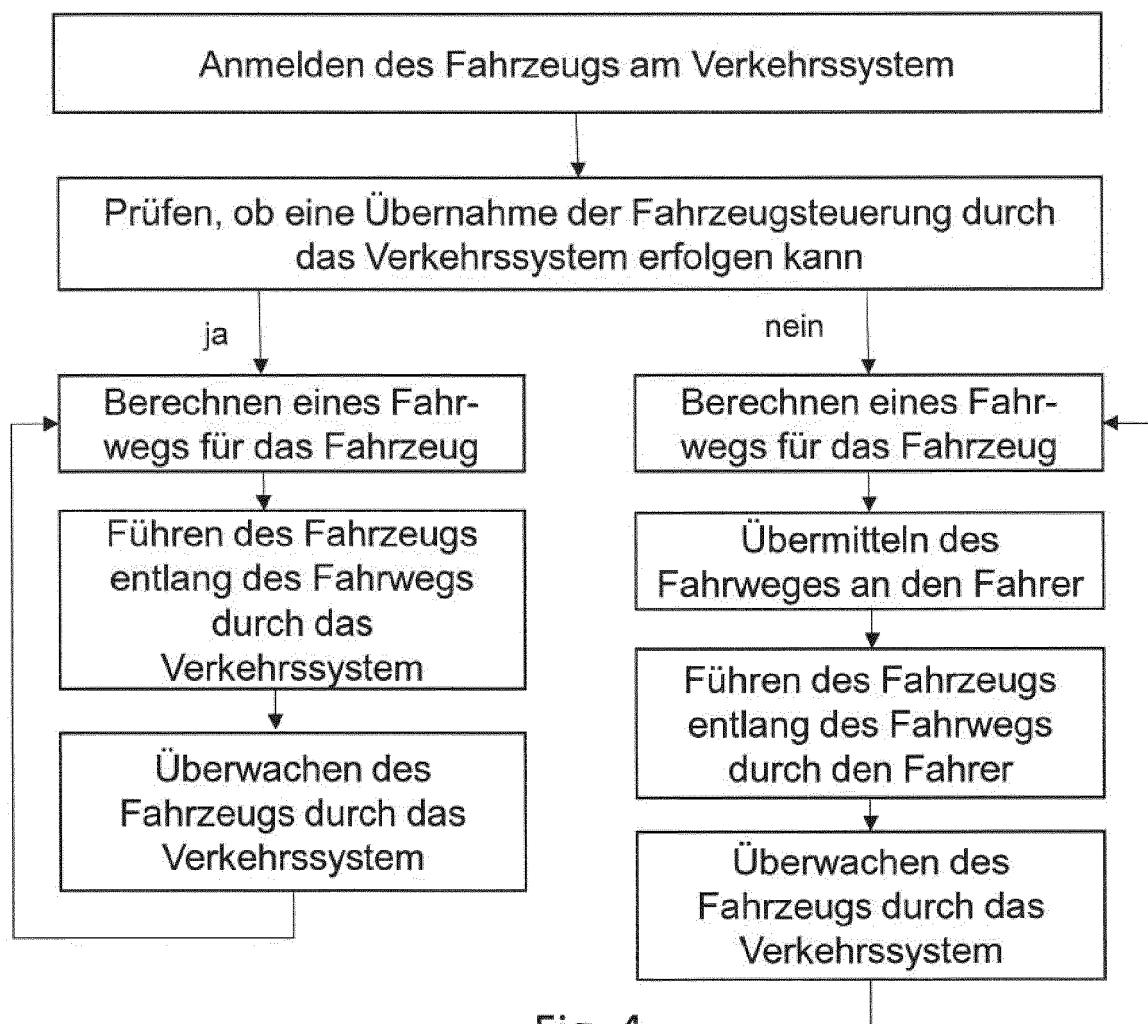 Anmelden des Fahrzeugs am Verkehrssystem
Prüfen, ob eine Übernahme der Fahrzeugsteuerung durch
das Verkehrssystem erfolgen kann
ja
nein
Berechnen eines Fahr-
wegs für das Fahrzeug
Führen des Fahrzeugs
entlang des Fahrwegs
durch das
Verkehrssystem
Überwachen des
Fahrzeugs durch das
Verkehrssystem
Berechnen eines Fahr-
wegs für das Fahrzeug
Übermitteln des
Fahrweges an den Fahrer
Führen des Fahrzeugs
entlang des Fahrwegs
durch den Fahrer
Überwachen des
Fahrzeugs durch das
Verkehrssystem